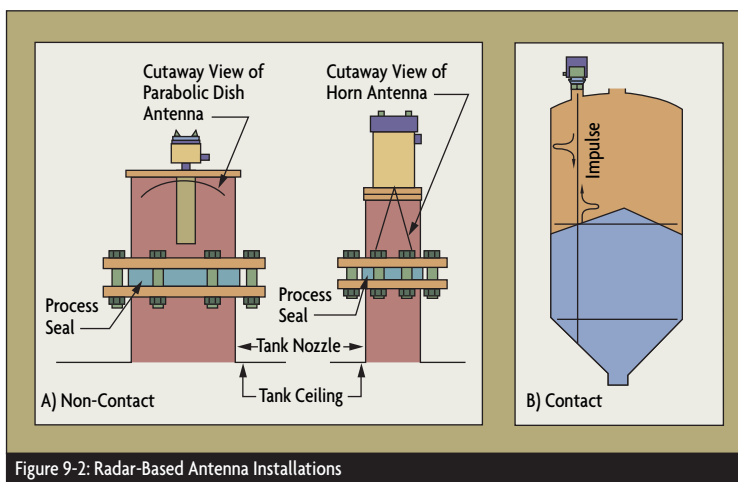 Cutaway View of
Parabolic Dish
Antenna
Cutaway View of
Horn Antenna
Process
Seal
Process
Seal
Tank Nozzle
Tank Ceiling
A) Non-Contact
Impulse
B) Contact
Figure 9-2: Radar-Based Antenna Installations